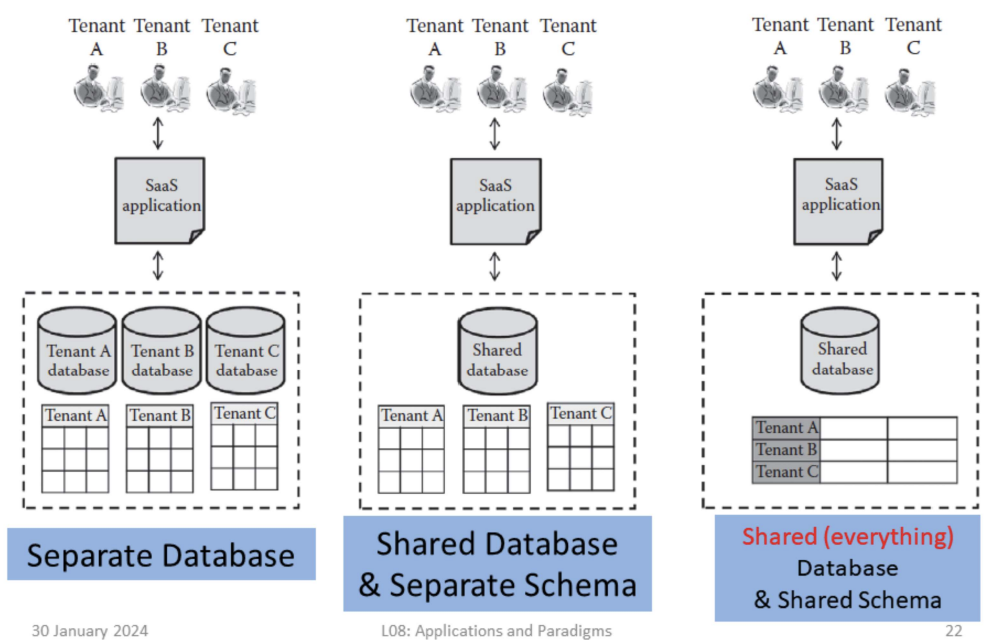 Tenant Tenant Tenant
A B C
SaaS
application
Tenant A Tenant B Tenant C
database database database
Tenant A Tenant B Tenant C
Separate Database
Tenant Tenant Tenant
A B C
SaaS
application
Shared
database
Tenant A Tenant B Tenant C
Shared Database
& Separate Schema
Tenant Tenant Tenant
A B C
SaaS
application
Shared
database
Tenant A
Tenant B
Tenant C
Shared (everything)
Database
& Shared Schema
30 January 2024
L08: Applications and Paradigms
22